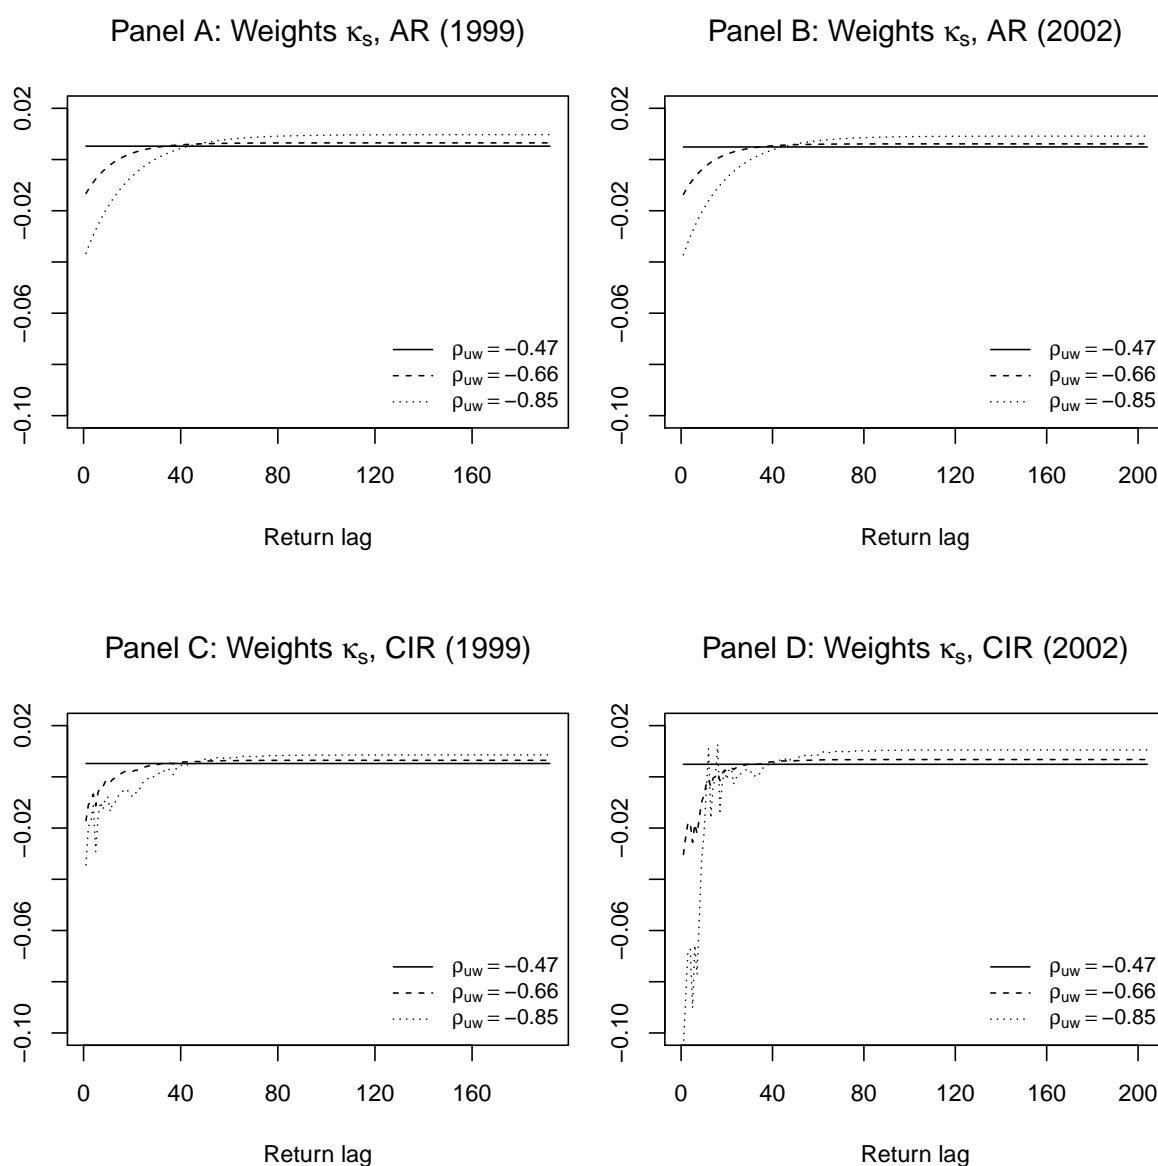 Panel A: Weights κs, AR (1999)
0.02
−0.02
−0.06
−0.10
ρuw = −0.47
ρuw = −0.66
ρuw = −0.85
0 40 80 120 160
Return lag
Panel B: Weights κs, AR (2002)
0.02
−0.02
−0.06
−0.10
ρuw = −0.47
ρuw = −0.66
ρuw = −0.85
0 40 80 120 160 200
Return lag
Panel C: Weights κs, CIR (1999)
0.02
−0.02
−0.06
−0.10
ρuw = −0.47
ρuw = −0.66
ρuw = −0.85
0 40 80 120 160
Return lag
Panel D: Weights κs, CIR (2002)
0.02
−0.02
−0.06
−0.10
ρuw = −0.47
ρuw = −0.66
ρuw = −0.85
0 40 80 120 160 200
Return lag